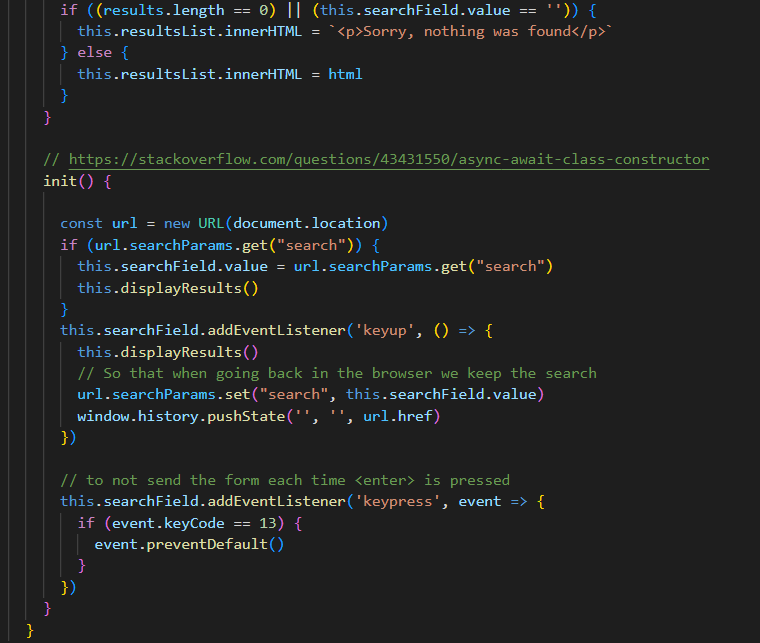 if ((results.length == 0) || (this.searchField.value == '')) {
this.resultsList.innerHTML = `<p>Sorry, nothing was found</p>`
} else {
this.resultsList.innerHTML = html
}
}
// https://stackoverflow.com/questions/43431550/async-await-class-constructor
init() {
const url = new URL(document.location)
if (url.searchParams.get("search")) {
this.searchField.value = url.searchParams.get("search")
this.displayResults()
}
this.searchField.addEventListener('keyup', () => {
this.displayResults()
// So that when going back in the browser we keep the search
url.searchParams.set("search", this.searchField.value)
window.history.pushState('', '', url.href)
})
// to not send the form each time <enter> is pressed
this.searchField.addEventListener('keypress', event => {
if (event.keyCode == 13) {
event.preventDefault()
}
})
}
}